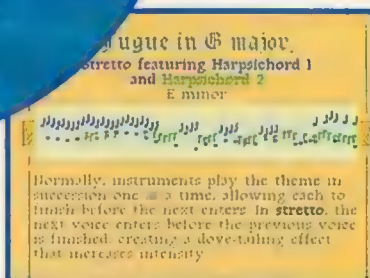 Fugue in G major,
Stretto featuring Harpsichord 1
and Harpsichord 2
E minor
Normally, instruments play the theme in
succession one at a time, allowing each to
finish before the next enters. In stretto, the
next voice enters before the previous voice
is finished, creating a dove-tailing effect
that increases intensity